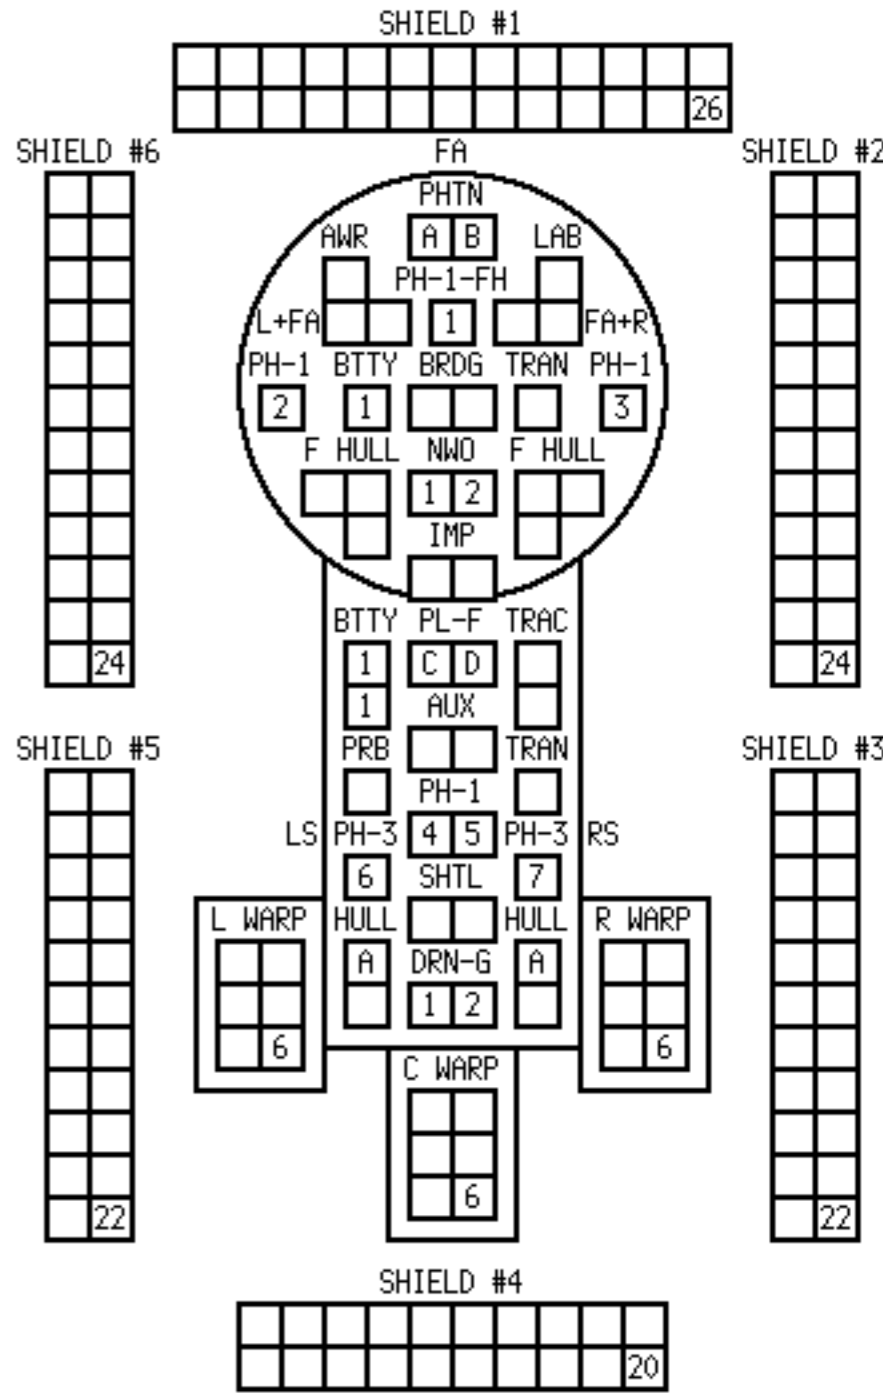 SHIELD #1
26
SHIELD #6 FA SHIELD #2
PHTN
AWR A B LAB
PH-1-FH
L+FA 1 FA+R
PH-1 BTTY BRDG TRAN PH-1
2 1 3
F HULL NWO F HULL
1 2
IMP
BTTY PL-F TRAC
24 1 C D 24
1 AUX
SHIELD #5 PRB TRAN SHIELD #3
PH-1
LS PH-3 4 5 PH-3 RS
6 SHTL 7
L WARP HULL HULL R WARP
A DRN-G A
1 2
6 6
C WARP
6
22 22
SHIELD #4
20